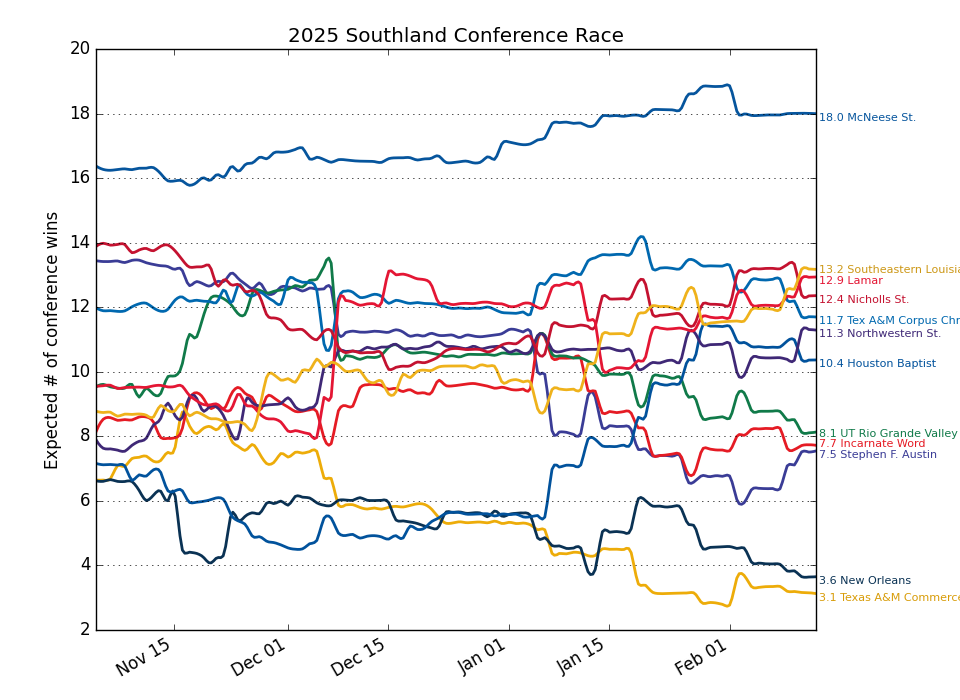 2025 Southland Conference Race
Expected # of conference wins
20
18
16
14
12
10
8
6
4
2
Nov 15
Dec 01
Dec 15
Jan 01
Jan 15
Feb 01
18.0 McNeese St.
13.2 Southeastern Louisia
12.9 Lamar
12.4 Nicholls St.
11.7 Tex A&M Corpus Chr
11.3 Northwestern St.
10.4 Houston Baptist
8.1 UT Rio Grande Valley
7.7 Incarnate Word
7.5 Stephen F. Austin
3.6 New Orleans
3.1 Texas A&M Commerce